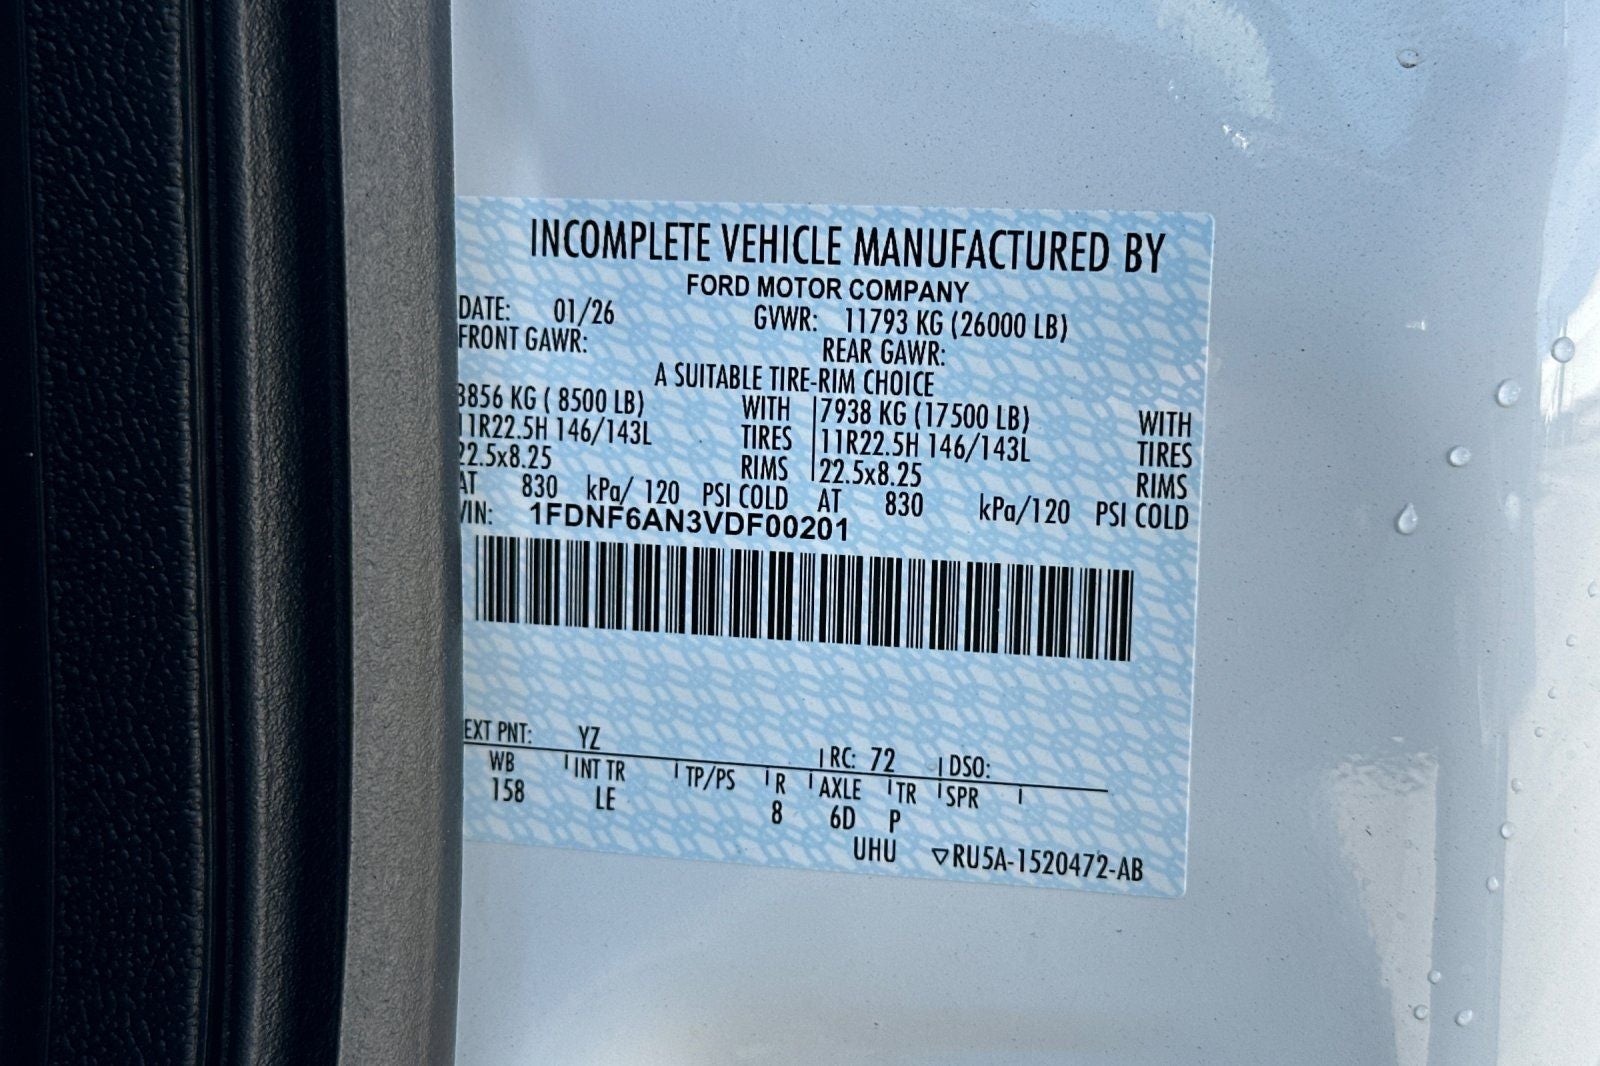 INCOMPLETE VEHICLE MANUFACTURED BY
FORD MOTOR COMPANY
DATE: 01/26 GVWR: 11793 KG (26000 LB)
FRONT GAWR: REAR GAWR:
A SUITABLE TIRE-RIM CHOICE
3856 KG ( 8500 LB) WITH 7938 KG (17500 LB) WITH
11R22.5H 146/143L TIRES 11R22.5H 146/143L TIRES
22.5x8.25 RIMS 22.5x8.25 RIMS
AT 830 kPa/ 120 PSI COLD AT 830 kPa/120 PSI COLD
VIN: 1FDNF6AN3VDF00201
EXT PNT: YZ RC: 72 DSO:
WB INT TR TP/PS R AXLE TR SPR
158 LE 8 6D P
UHU ▽RU5A-1520472-AB